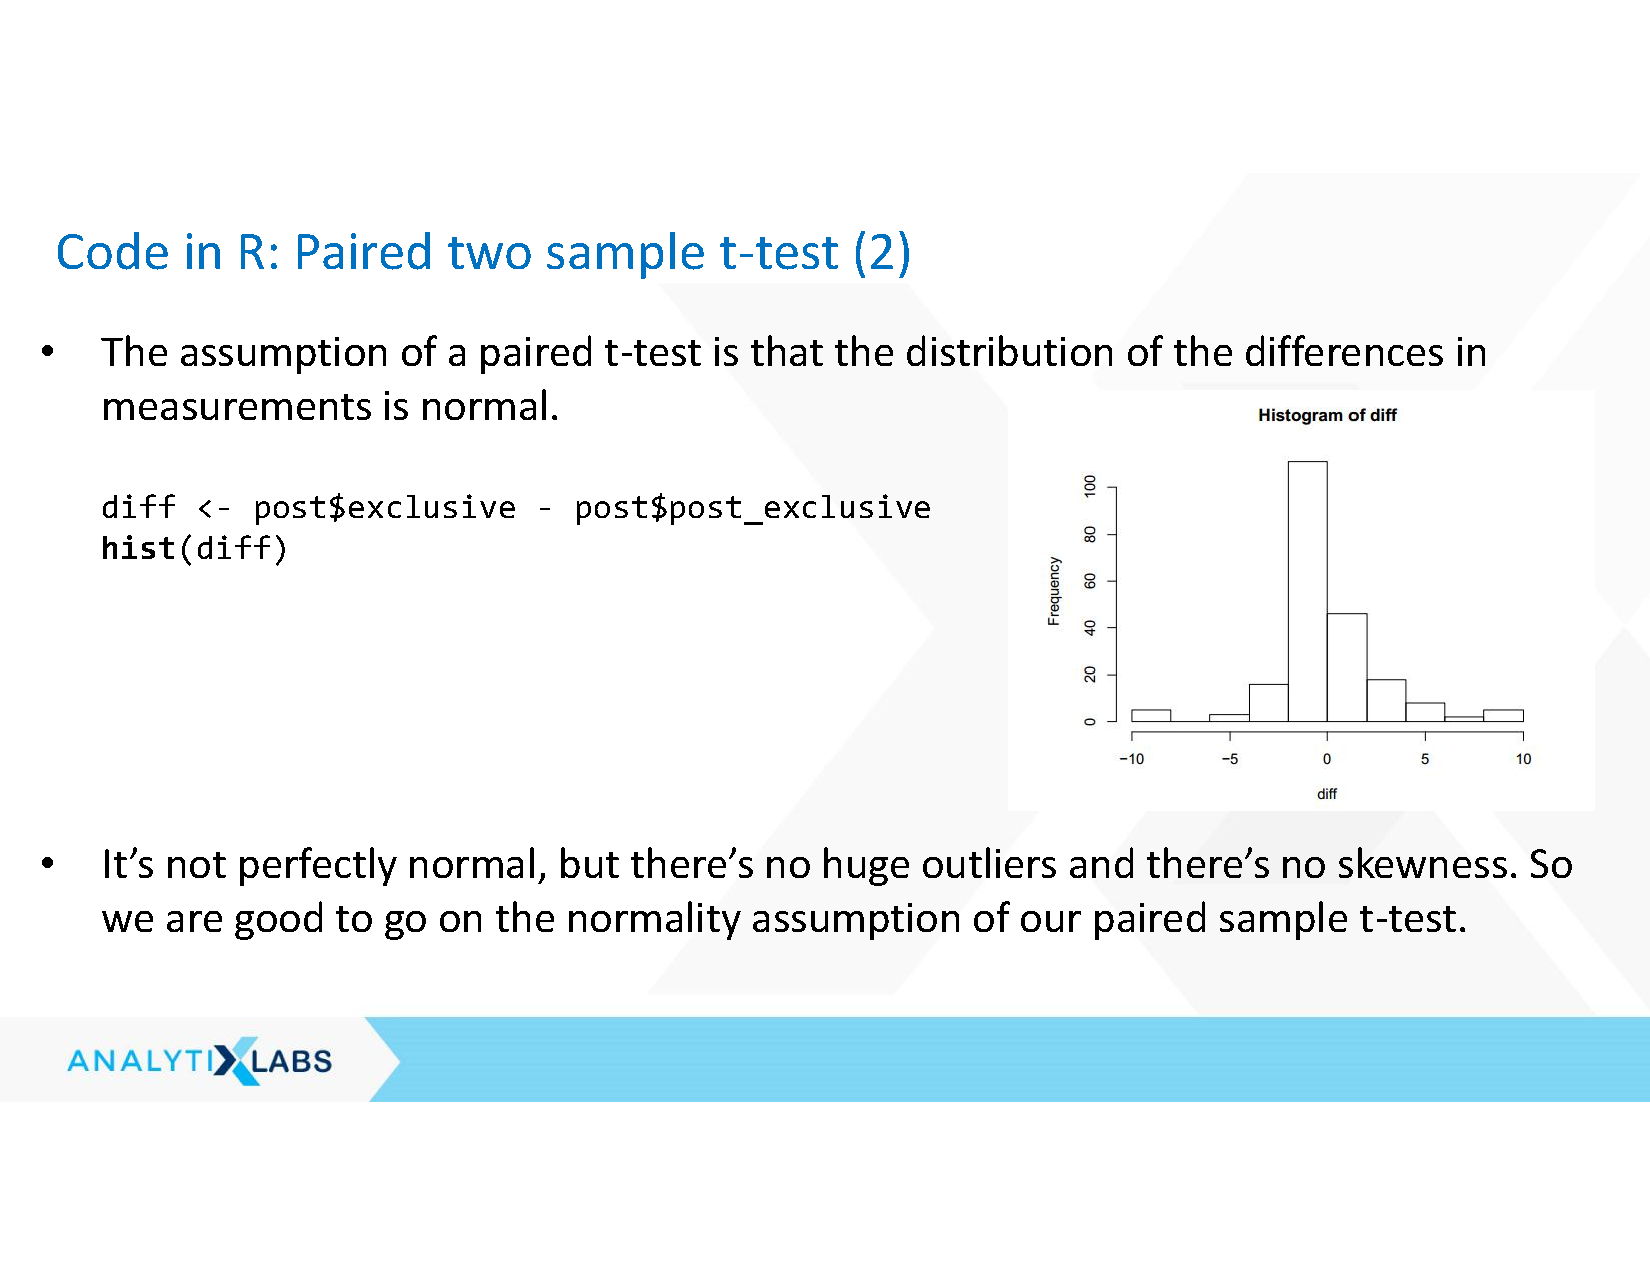 Code in R: Paired two sample t-test (2)
• The assumption of a paired t-test is that the distribution of the differences in
measurements is normal.
diff <- post$exclusive - post$post_exclusive
hist(diff)
Histogram of diff
Frequency
100
80
60
40
20
0
−10 −5 0 5 10
diff
• It’s not perfectly normal, but there’s no huge outliers and there’s no skewness. So
we are good to go on the normality assumption of our paired sample t-test.
ANALYTIXLABS